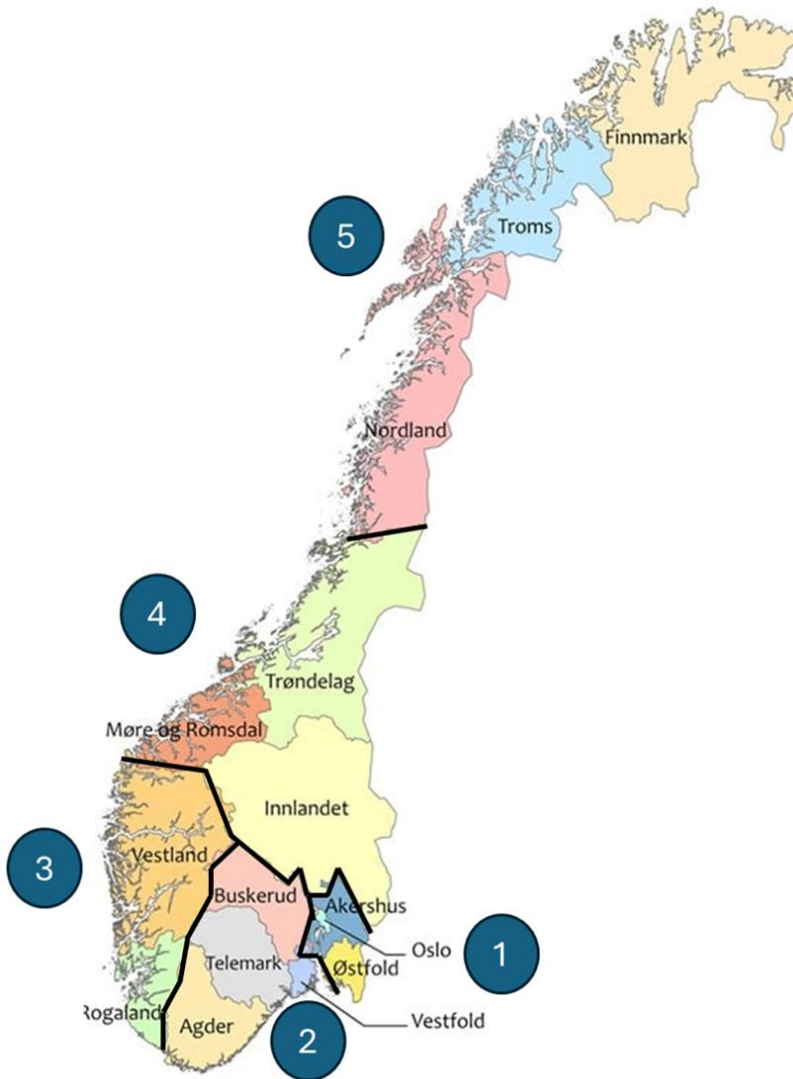 Finnmark
Troms
5
Nordland
4
Trøndelag
Møre og Romsdal
Innlandet
3
Vestland
Buskerud
Akershus
Oslo
1
Telemark
Østfold
Rogaland
Agder
Vestfold
2